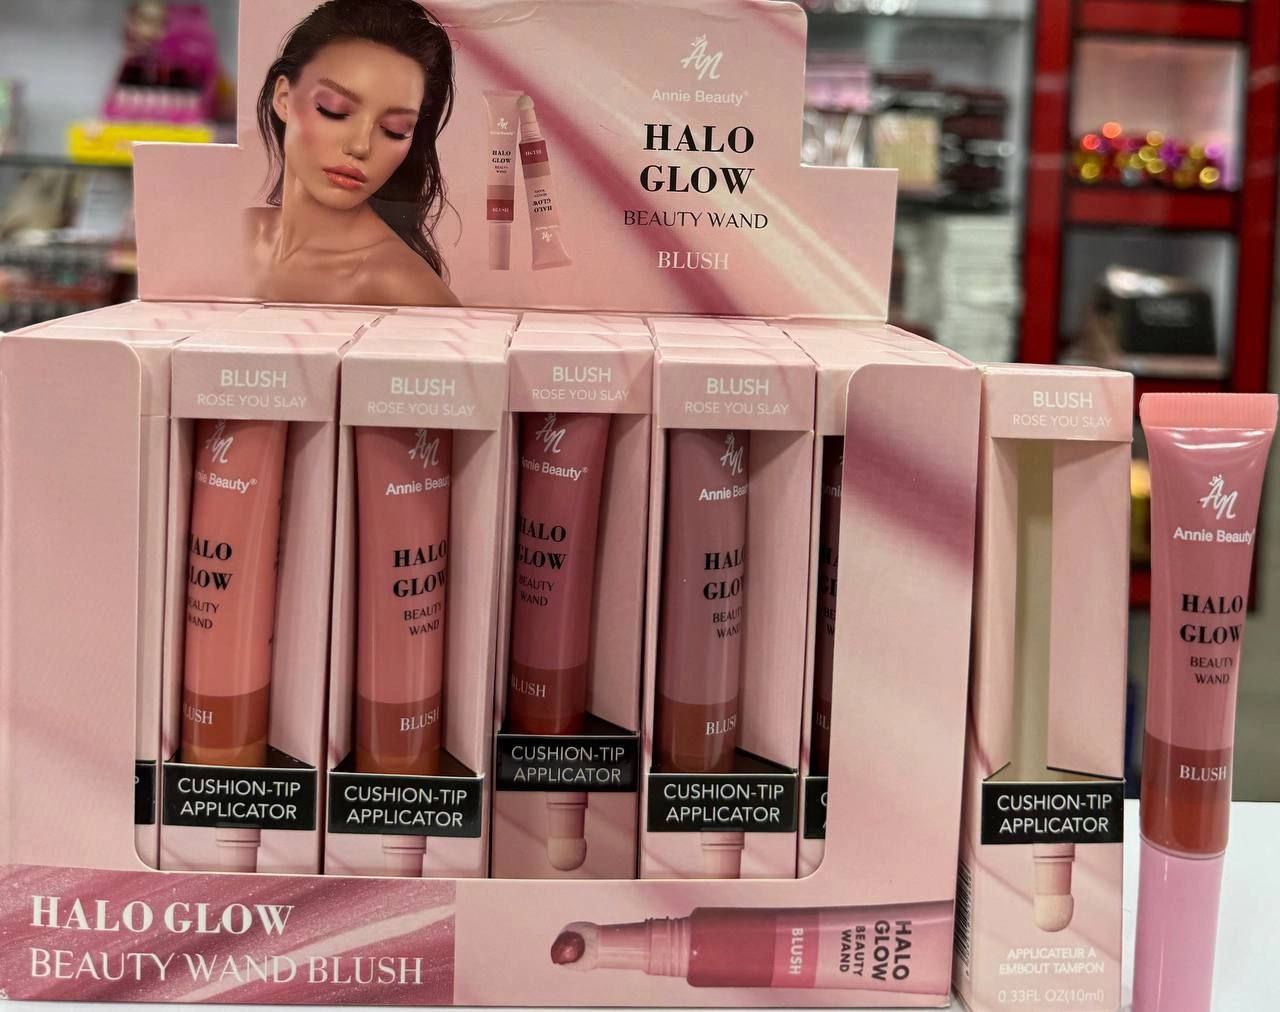 AN
Annie Beauty®
HALO
GLOW
BEAUTY WAND
BLUSH
HALO
GLOW
BEAUTY
WAND
BLUSH
HALO
GLOW
BLUSH
ROSE YOU SLAY
Annie Beauty®
HALO
GLOW
BEAUTY
WAND
BLUSH
CUSHION-TIP
APPLICATOR
BLUSH
ROSE YOU SLAY
Annie Beauty
HALO
GLOW
BEAUTY
WAND
BLUSH
CUSHION-TIP
APPLICATOR
BLUSH
ROSE YOU SLAY
Annie Beauty®
HALO
GLOW
BEAUTY
WAND
BLUSH
CUSHION-TIP
APPLICATOR
BLUSH
ROSE YOU SLAY
Annie Beauty
HALO
GLOW
BEAUTY
WAND
BLUSH
CUSHION-TIP
APPLICATOR
BLUSH
ROSE YOU SLAY
CUSHION-TIP
APPLICATOR
APPLICATEUR A
EMBOUT TAMPON
0.33FL OZ(10ml)
AN
Annie Beauty
HALO
GLOW
BEAUTY
WAND
BLUSH
HALO GLOW
BEAUTY WAND BLUSH
HALO
GLOW
BEAUTY
WAND
BLUSH